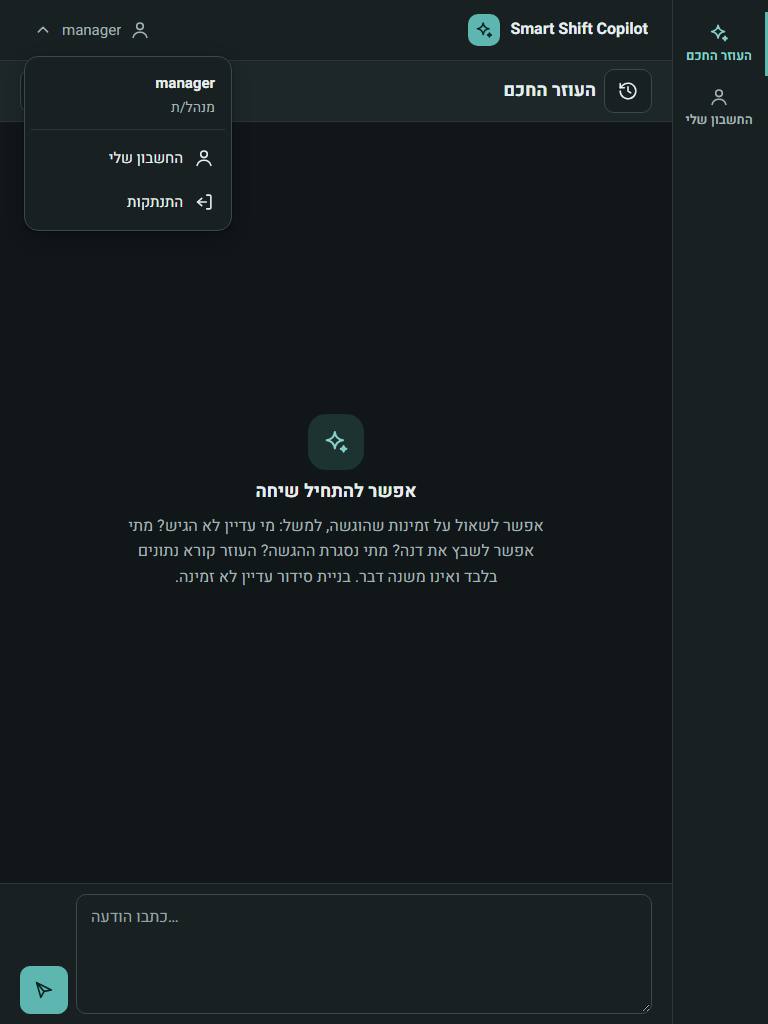 Smart Shift Copilot
manager
העוזר החכם
החשבון שלי
manager
מנהל/ת
החשבון שלי
התנתקות
העוזר החכם
אפשר להתחיל שיחה
אפשר לשאול על זמינות שהוגשה, למשל: מי עדיין לא הגיש? מתי
אפשר לשבץ את דנה? מתי נסגרת ההגשה? העוזר קורא נתונים
בלבד ואינו משנה דבר. בניית סידור עדיין לא זמינה.
כתבו הודעה…